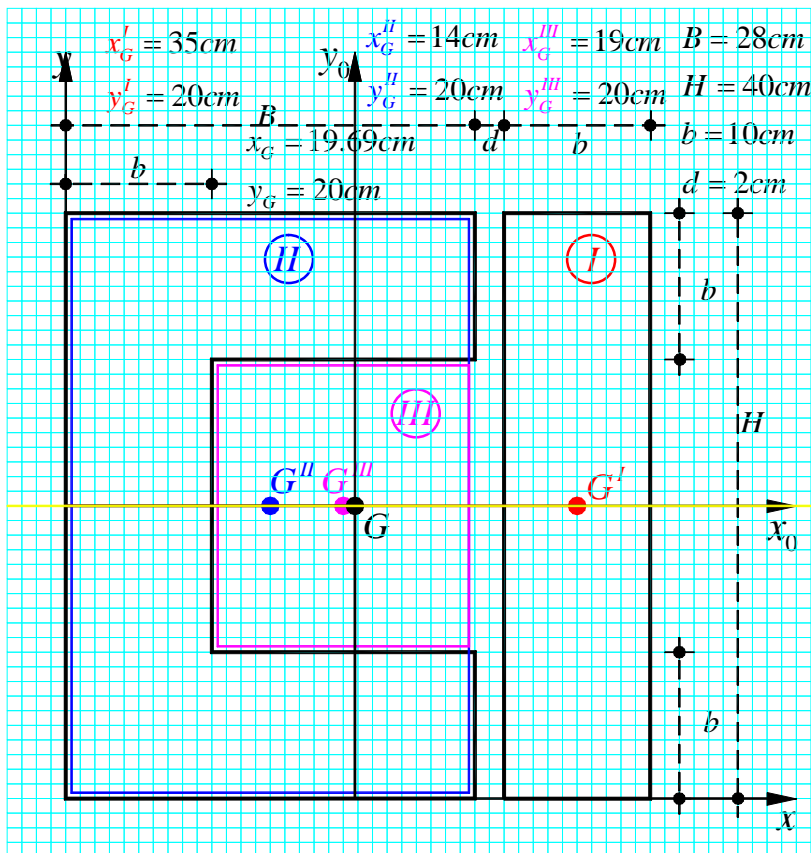 x_G^I = 35cm
x_G^II = 14cm
x_G^III = 19cm
B = 28cm
y
y_0
y_G^I = 20cm
y_G^II = 20cm
y_G^III = 20cm
H = 40cm
B
d
b
x_G = 19.69cm
b = 10cm
b
y_G = 20cm
d = 2cm
II
I
b
III
H
G^II
G^III
G^I
G
x_0
b
x